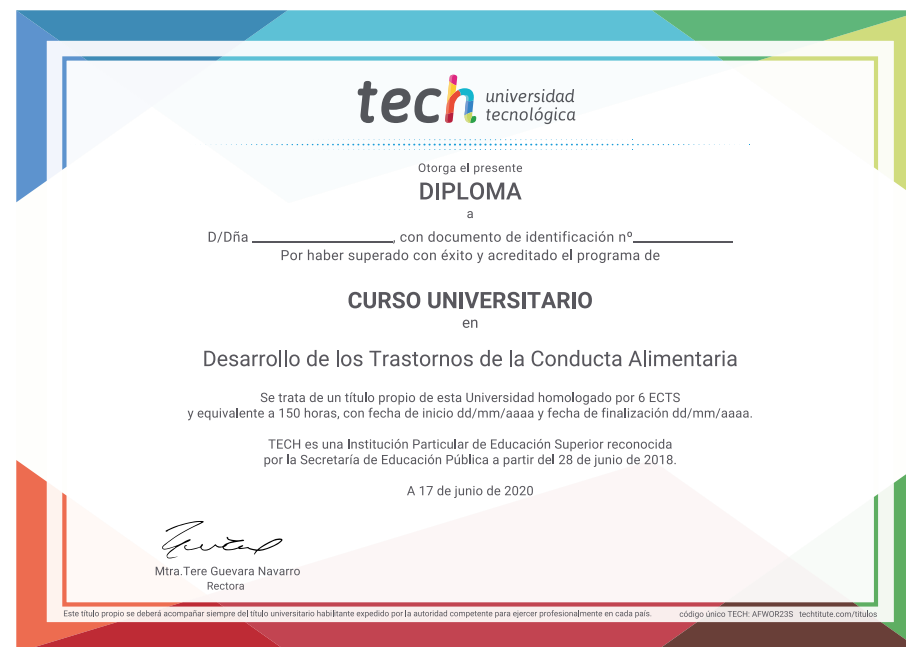 tech universidad
tecnológica
Otorga el presente
DIPLOMA
a
D/Dña ____________________, con documento de identificación nº______________
Por haber superado con éxito y acreditado el programa de
CURSO UNIVERSITARIO
en
Desarrollo de los Trastornos de la Conducta Alimentaria
Se trata de un título propio de esta Universidad homologado por 6 ECTS
y equivalente a 150 horas, con fecha de inicio dd/mm/aaaa y fecha de finalización dd/mm/aaaa.
TECH es una Institución Particular de Educación Superior reconocida
por la Secretaría de Educación Pública a partir del 28 de junio de 2018.
A 17 de junio de 2020
Mtra.Tere Guevara Navarro
Rectora
Este título propio se deberá acompañar siempre del título universitario habilitante expedido por la autoridad competente para ejercer profesionalmente en cada país. código único TECH: AFWOR23S techtitute.com/titulos